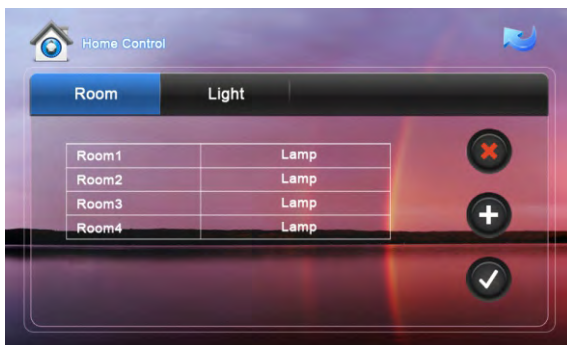 Home Control
Room Light
Room1 Lamp
Room2 Lamp
Room3 Lamp
Room4 Lamp